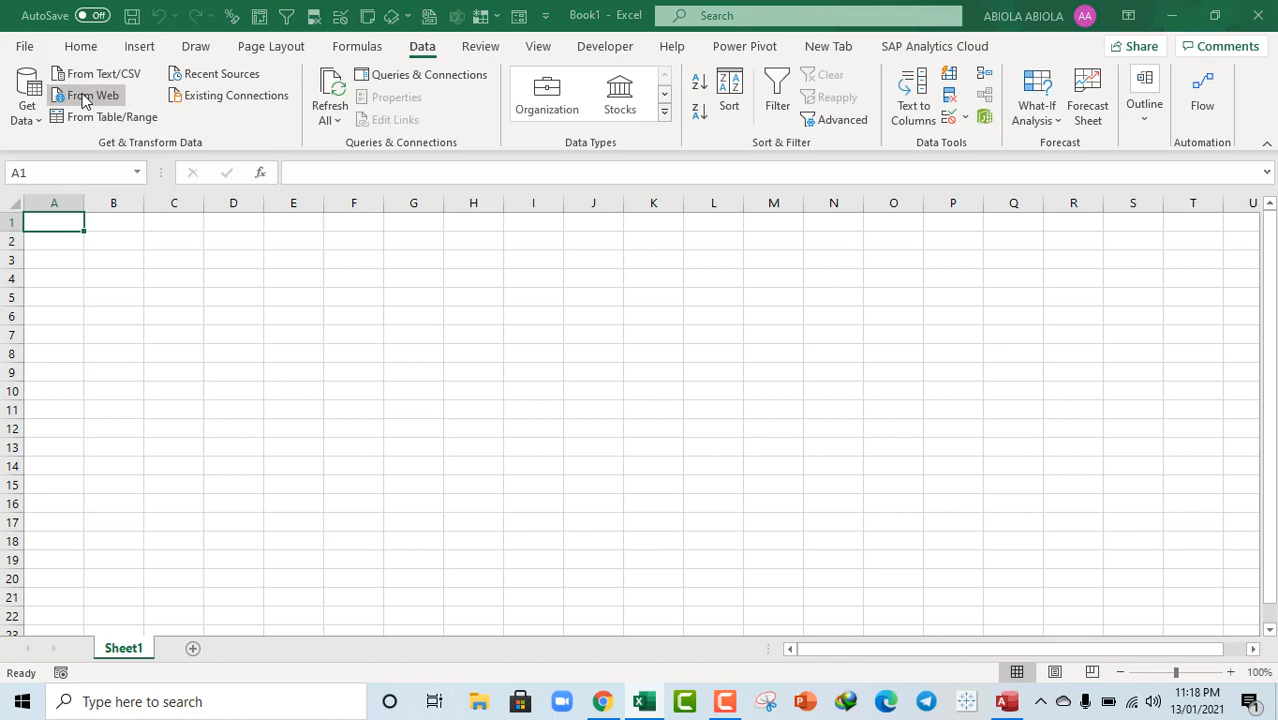 AutoSave Off Book1 - Excel Search ABIOLA ABIOLA AA
File Home Insert Draw Page Layout Formulas Data Review View Developer Help Power Pivot New Tab SAP Analytics Cloud Share Comments
Get Data
From Text/CSV
From Web
From Table/Range
Recent Sources
Existing Connections
Get & Transform Data
Refresh All
Queries & Connections
Properties
Edit Links
Queries & Connections
Organization
Stocks
Data Types
Sort
Filter
Clear
Reapply
Advanced
Sort & Filter
Text to Columns
Data Tools
What-If Analysis
Forecast Sheet
Forecast
Outline
Flow
Automation
A1 fx
A B C D E F G H I J K L M N O P Q R S T U
1
2
3
4
5
6
7
8
9
10
11
12
13
14
15
16
17
18
19
20
21
22
23
Sheet1
Ready 100%
Type here to search
11:18 PM
13/01/2021
1